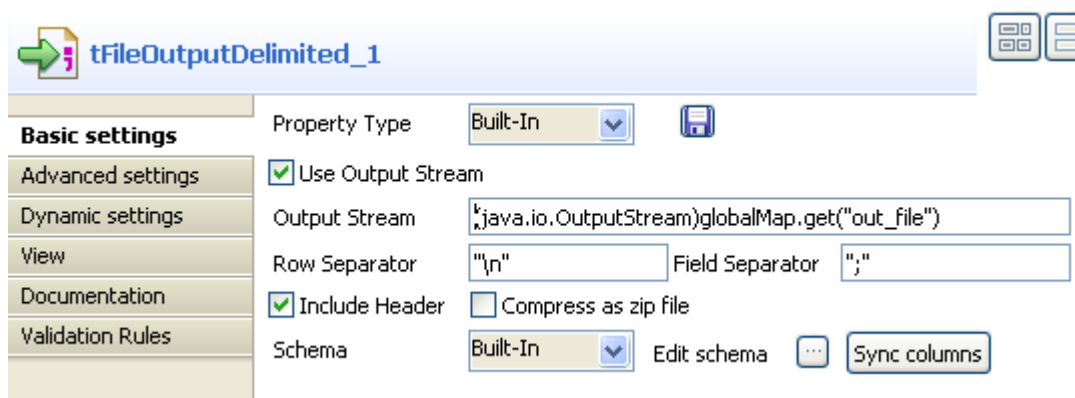 tFileOutputDelimited_1
Basic settings
Advanced settings
Dynamic settings
View
Documentation
Validation Rules
Property Type Built-In
Use Output Stream
Output Stream (java.io.OutputStream)globalMap.get("out_file")
Row Separator "\n" Field Separator ";"
Include Header Compress as zip file
Schema Built-In Edit schema ... Sync columns